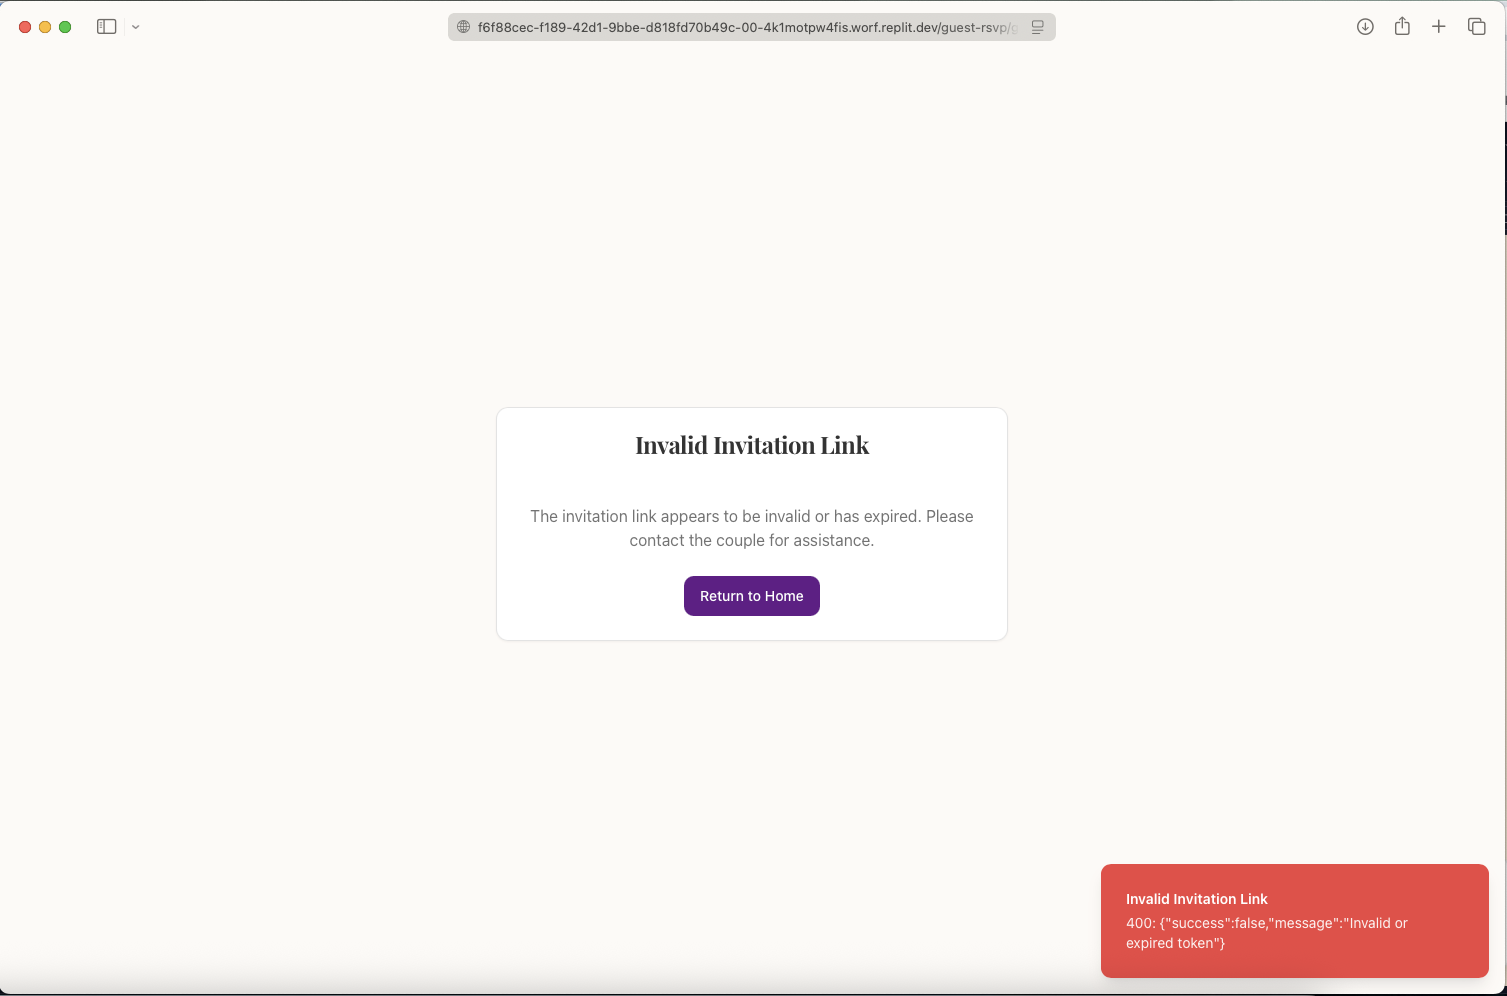 f6f88cec-f189-42d1-9bbe-d818fd70b49c-00-4k1motpw4fis.worf.replit.dev/guest-rsvp/g
Invalid Invitation Link
The invitation link appears to be invalid or has expired. Please
contact the couple for assistance.
Return to Home
Invalid Invitation Link
400: {"success":false,"message":"Invalid or
expired token"}